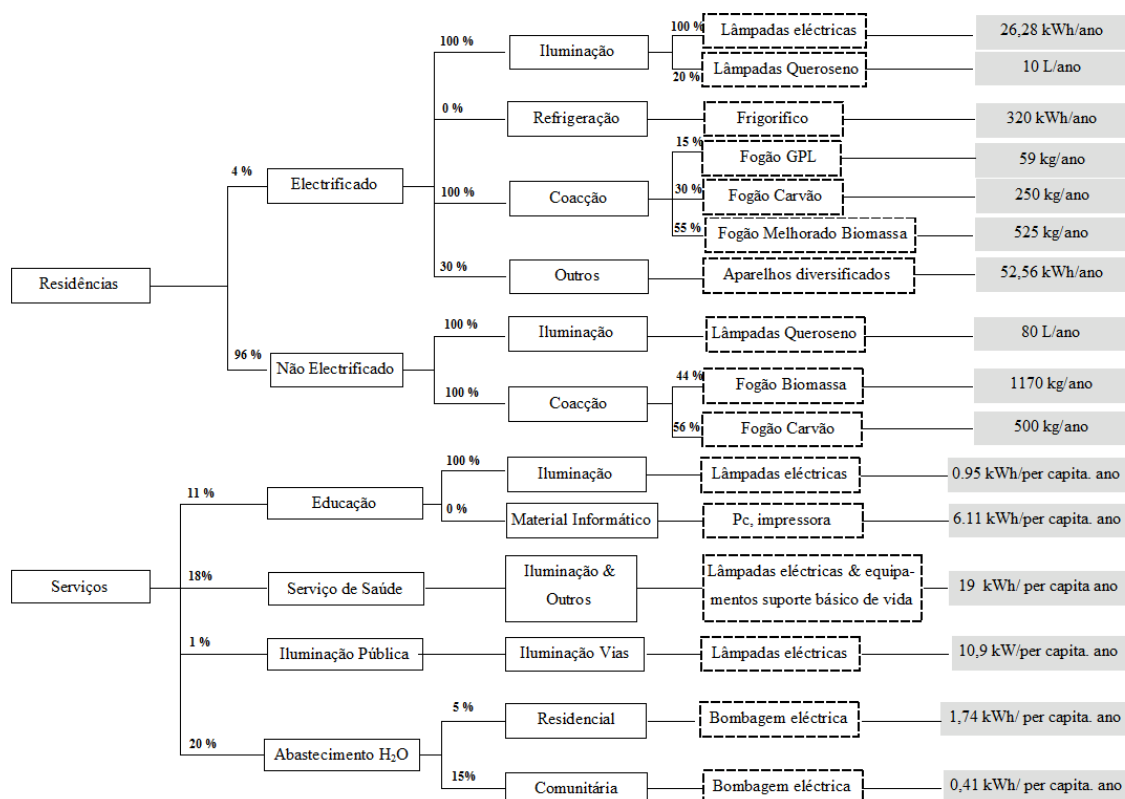 100 %
Iluminação
100 %
Lâmpadas eléctricas
26,28 kWh/ano
20 %
Lâmpadas Queroseno
10 L/ano
0 %
Refrigeração
Frigorifico
320 kWh/ano
4 %
Electrificado
100 %
Coacção
15 %
Fogão GPL
59 kg/ano
30 %
Fogão Carvão
250 kg/ano
55 %
Fogão Melhorado Biomassa
525 kg/ano
30 %
Outros
Aparelhos diversificados
52,56 kWh/ano
Residências
96 %
Não Electrificado
100 %
Iluminação
Lâmpadas Queroseno
80 L/ano
100 %
Coacção
44 %
Fogão Biomassa
1170 kg/ano
56 %
Fogão Carvão
500 kg/ano
11 %
Educação
100 %
Iluminação
Lâmpadas eléctricas
0.95 kWh/per capita. ano
0 %
Material Informático
Pc, impressora
6.11 kWh/per capita. ano
Serviços
18%
Serviço de Saúde
Iluminação &
Outros
Lâmpadas eléctricas & equipa-
mentos suporte básico de vida
19 kWh/ per capita ano
1 %
Iluminação Pública
Iluminação Vias
Lâmpadas eléctricas
10,9 kW/per capita. ano
20 %
Abastecimento H₂O
5 %
Residencial
Bombagem eléctrica
1,74 kWh/ per capita. ano
15%
Comunitária
Bombagem eléctrica
0,41 kWh/ per capita. ano